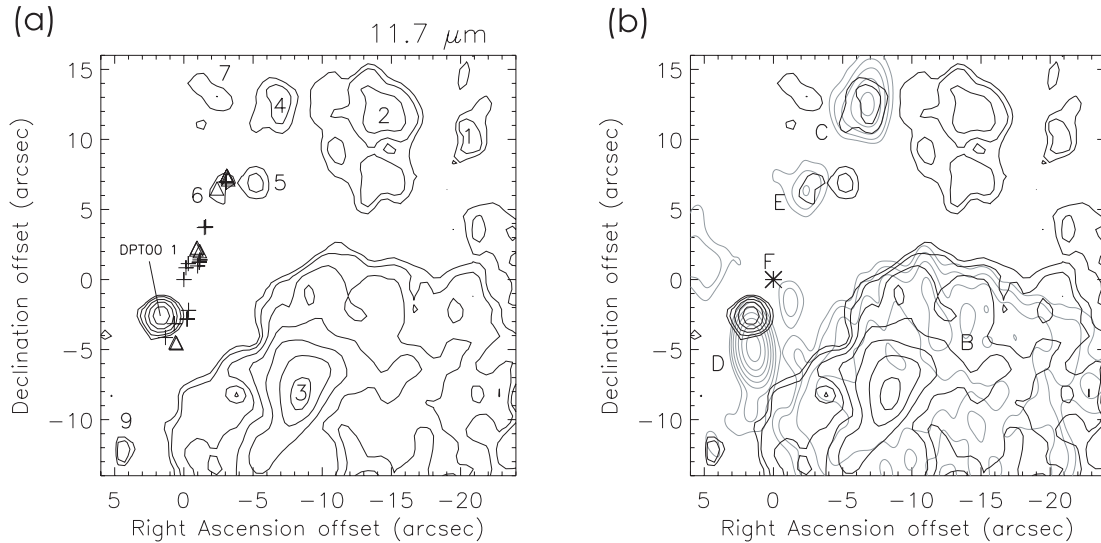 (a)
11.7 μm
(b)
15
10
5
0
−5
−10
Declination offset (arcsec)
7
4
2
1
6
5
DPT00 1
3
9
5
0
−5
−10
−15
−20
Right Ascension offset (arcsec)
15
10
5
0
−5
−10
Declination offset (arcsec)
C
E
F
D
B
5
0
−5
−10
−15
−20
Right Ascension offset (arcsec)